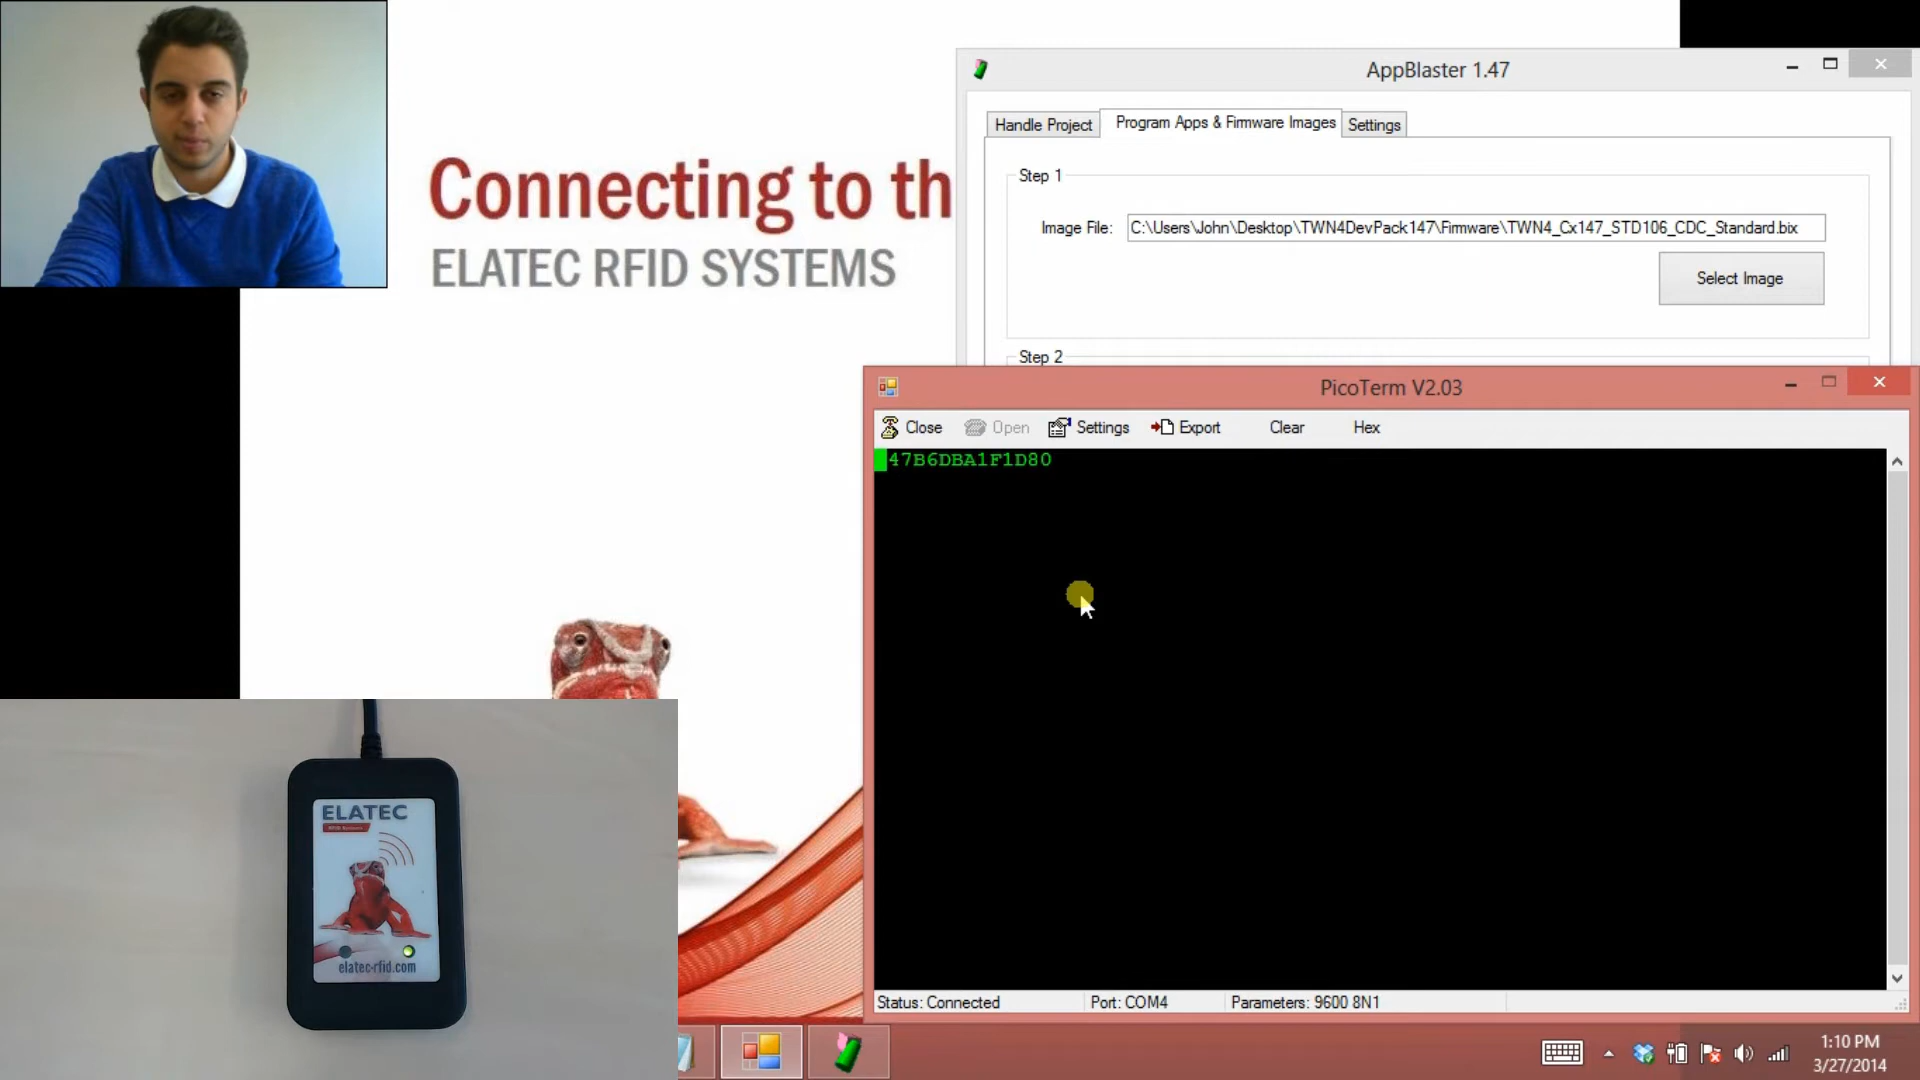 Connecting to th
ELATEC RFID SYSTEMS
AppBlaster 1.47
Handle Project
Program Apps & Firmware Images
Settings
Step 1
Image File:
C:\Users\John\Desktop\TWN4DevPack147\Firmware\TWN4_Cx147_STD106_CDC_Standard.bix
Select Image
Step 2
PicoTerm V2.03
Close
Open
Settings
Export
Clear
Hex
47B6DBA1F1D80
Status: Connected
Port: COM4
Parameters: 9600 8N1
ELATEC
RFID Systems
elatec-rfid.com
1:10 PM
3/27/2014